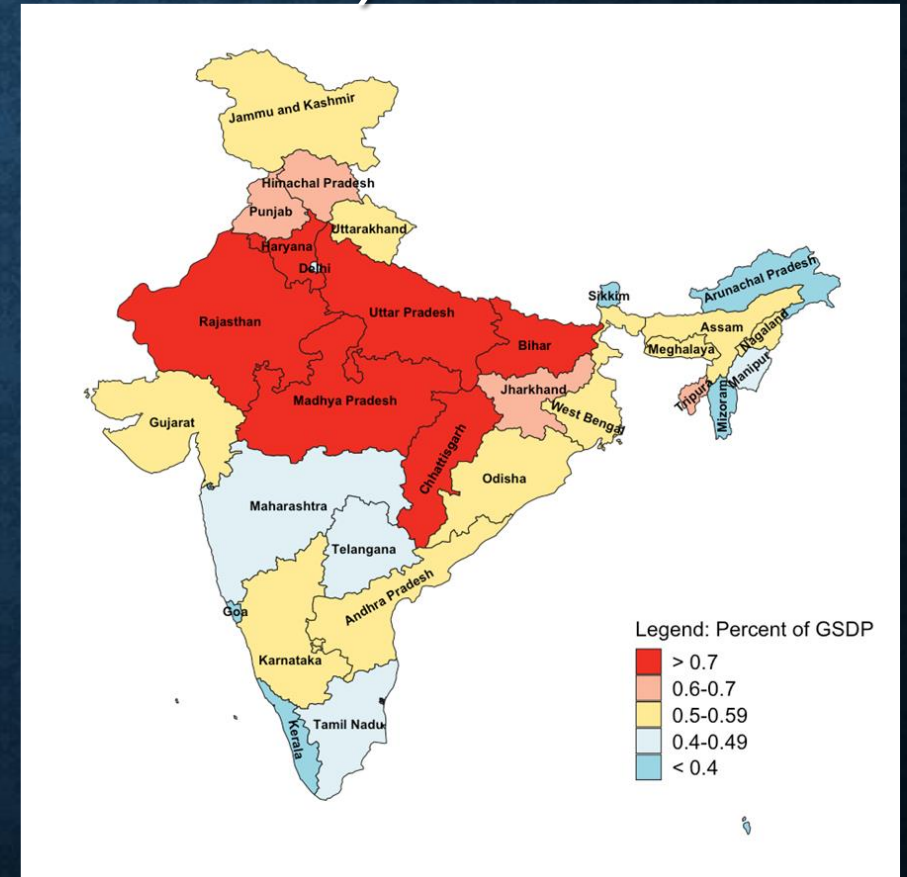 Jammu and Kashmir
Himachal Pradesh
Punjab
Uttarakhand
Haryana
Delhi
Rajasthan
Uttar Pradesh
Bihar
Sikkim
Arunachal Pradesh
Assam
Nagaland
Meghalaya
Manipur
Tripura
Mizoram
Jharkhand
West Bengal
Madhya Pradesh
Gujarat
Chhattisgarh
Odisha
Maharashtra
Telangana
Andhra Pradesh
Goa
Karnataka
Kerala
Tamil Nadu
Legend: Percent of GSDP
> 0.7
0.6-0.7
0.5-0.59
0.4-0.49
< 0.4